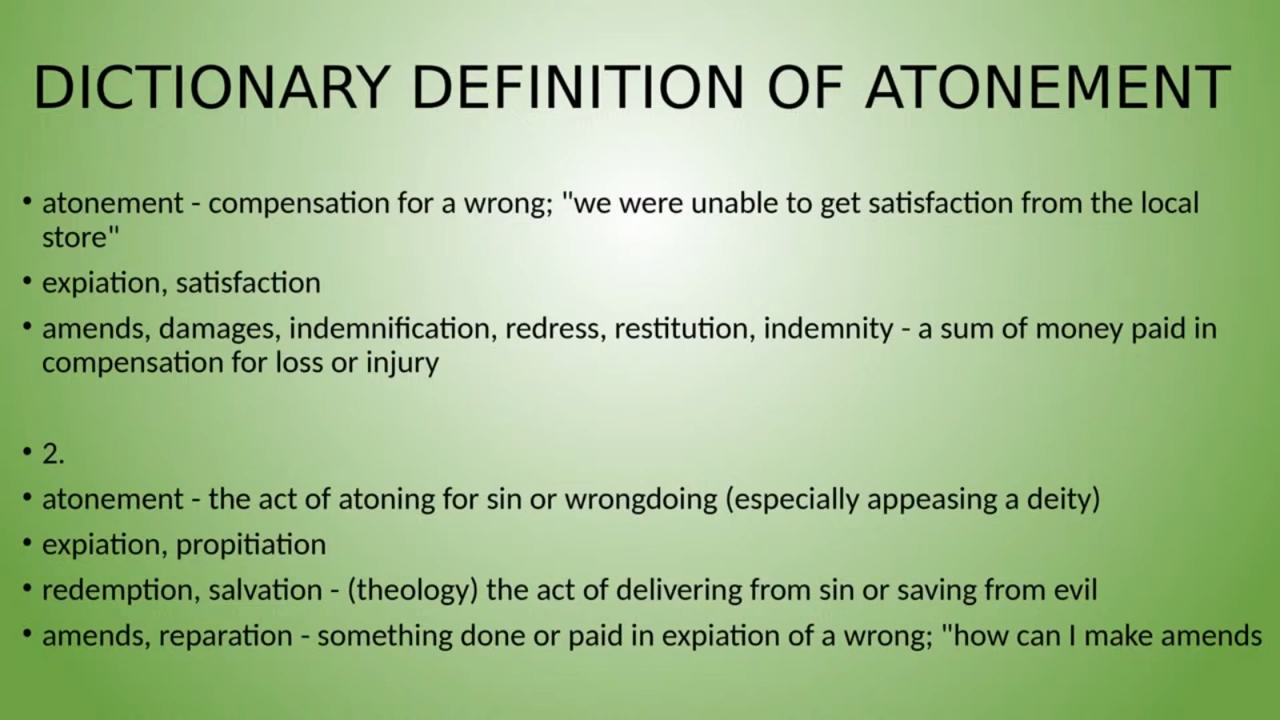 DICTIONARY DEFINITION OF ATONEMENT
• atonement - compensation for a wrong; "we were unable to get satisfaction from the local
store"
• expiation, satisfaction
• amends, damages, indemnification, redress, restitution, indemnity - a sum of money paid in
compensation for loss or injury
• 2.
• atonement - the act of atoning for sin or wrongdoing (especially appeasing a deity)
• expiation, propitiation
• redemption, salvation - (theology) the act of delivering from sin or saving from evil
• amends, reparation - something done or paid in expiation of a wrong; "how can I make amends